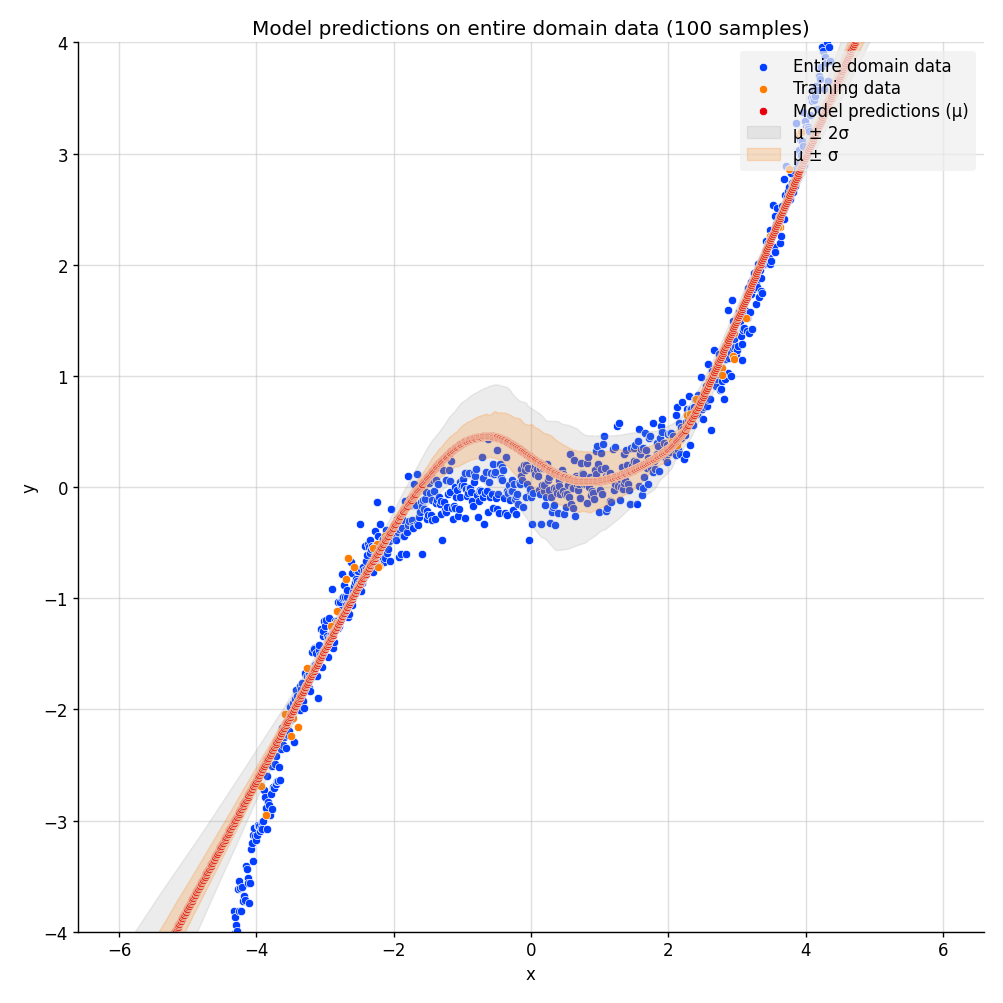 Model predictions on entire domain data (100 samples)
Entire domain data
Training data
Model predictions (μ)
μ ± 2σ
μ ± σ
4
3
2
1
0
−1
−2
−3
−4
y
−6
−4
−2
0
2
4
6
x